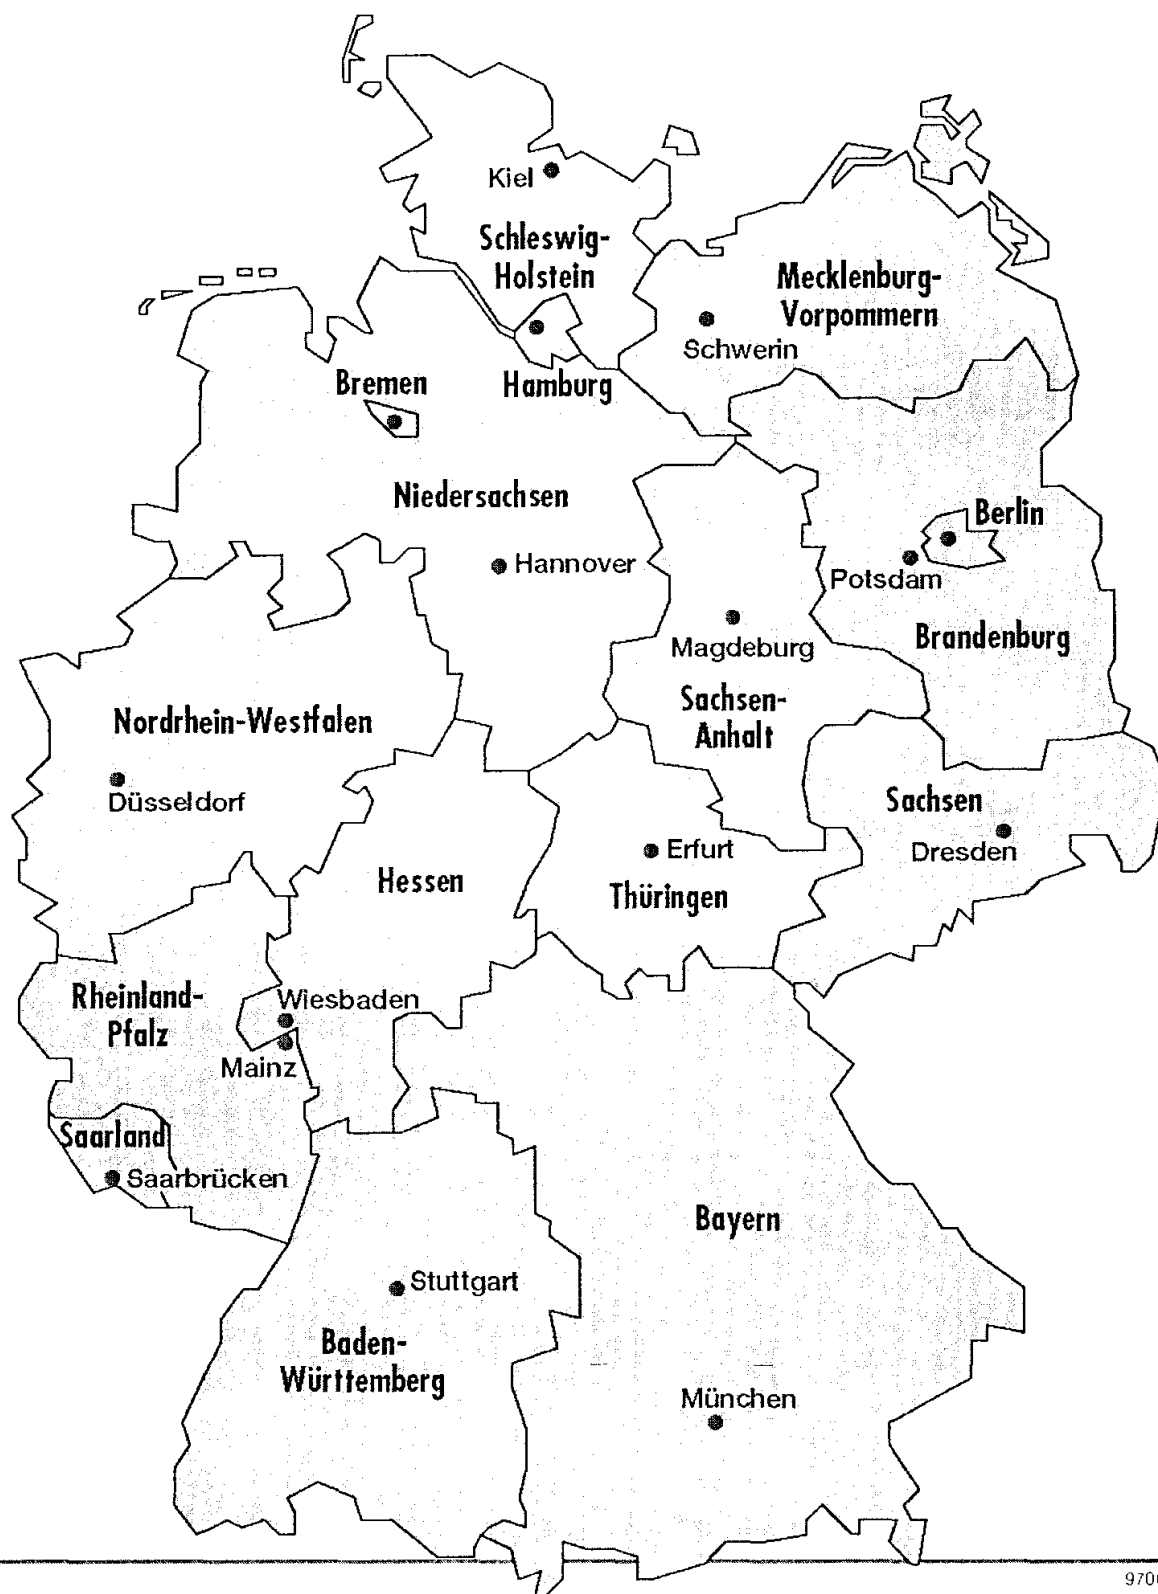 Kiel
Schleswig-
Holstein
Mecklenburg-
Vorpommern
Schwerin
Bremen
Hamburg
Niedersachsen
Hannover
Berlin
Potsdam
Brandenburg
Magdeburg
Sachsen-
Anhalt
Nordrhein-Westfalen
Düsseldorf
Sachsen
Dresden
Erfurt
Thüringen
Hessen
Rheinland-
Pfalz
Wiesbaden
Mainz
Saarland
Saarbrücken
Bayern
Stuttgart
Baden-
Württemberg
München